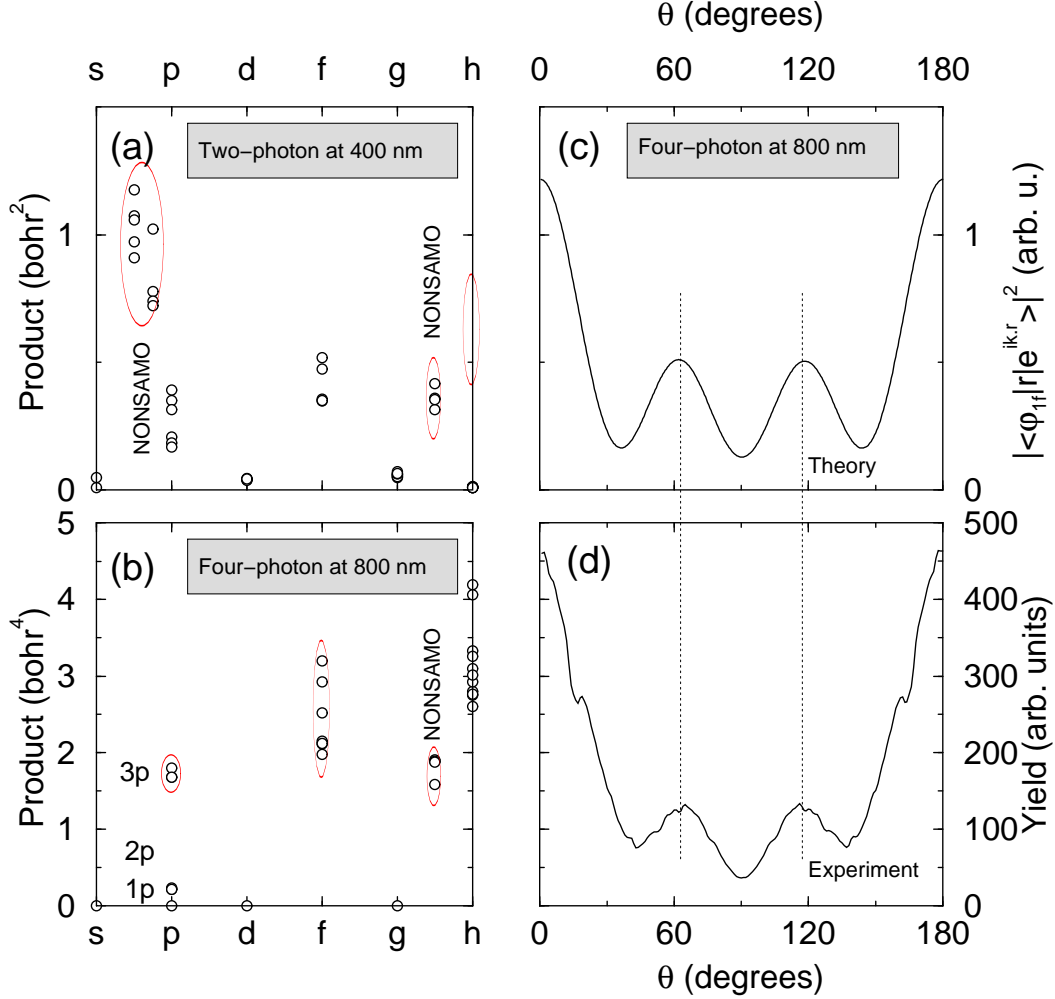 θ (degrees)
s p d f g h
0 60 120 180
(a)
Two−photon at 400 nm
NONSAMO
NONSAMO
1
0
Product (bohr²)
(c)
Four−photon at 800 nm
Theory
1
0
|<φ₁f|r|e^ik.r>|² (arb. u.)
(b)
Four−photon at 800 nm
NONSAMO
3p
2p
1p
5
4
3
2
1
0
Product (bohr⁴)
s p d f g h
(d)
Experiment
500
400
300
200
100
0
Yield (arb. units)
0 60 120 180
θ (degrees)